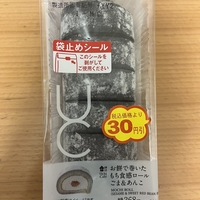 袋止めシール
このシールを
剥がして
ご使用ください
税込価格より
30円引
お餅で巻いた
もち食感ロール
ごま&あんこ
MOCHI ROLL